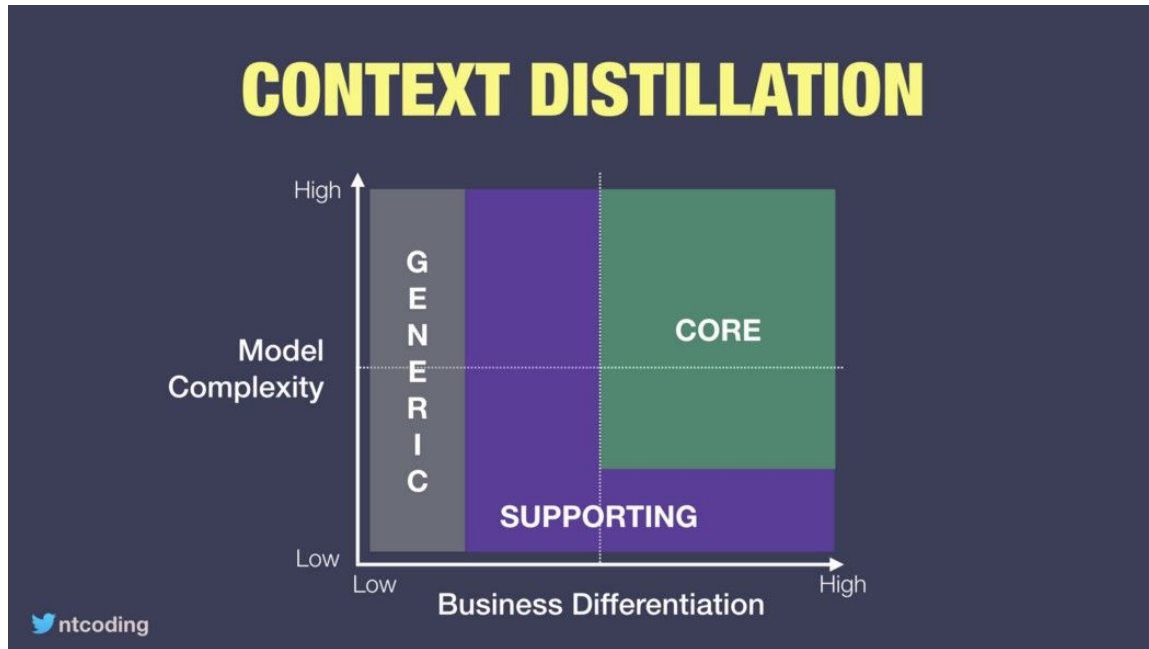 CONTEXT DISTILLATION
High
GENERIC
CORE
Model
Complexity
SUPPORTING
Low
Low
High
Business Differentiation
ntcoding